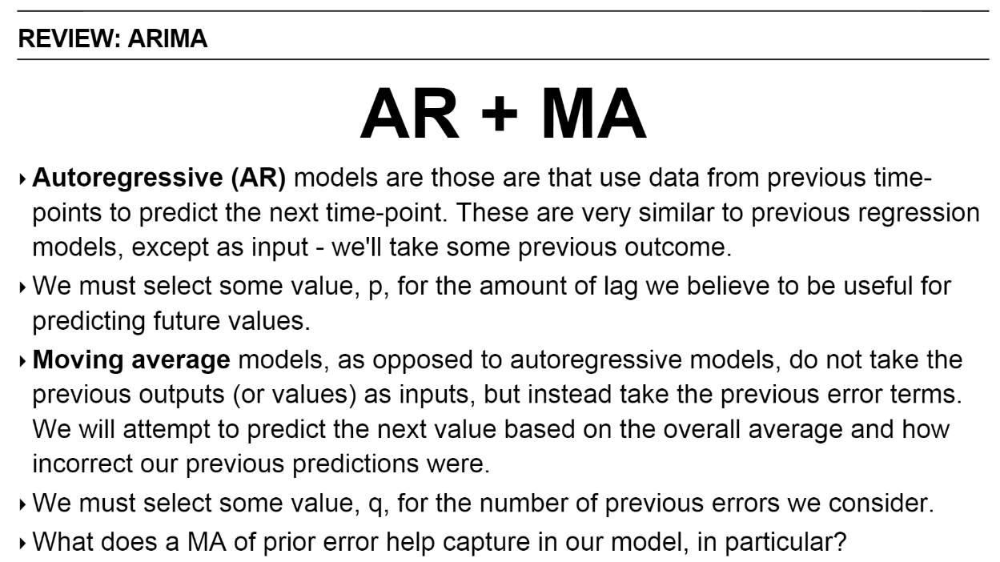 REVIEW: ARIMA
AR + MA
‣ Autoregressive (AR) models are those are that use data from previous time-
points to predict the next time-point. These are very similar to previous regression
models, except as input - we'll take some previous outcome.
‣ We must select some value, p, for the amount of lag we believe to be useful for
predicting future values.
‣ Moving average models, as opposed to autoregressive models, do not take the
previous outputs (or values) as inputs, but instead take the previous error terms.
We will attempt to predict the next value based on the overall average and how
incorrect our previous predictions were.
‣ We must select some value, q, for the number of previous errors we consider.
‣ What does a MA of prior error help capture in our model, in particular?